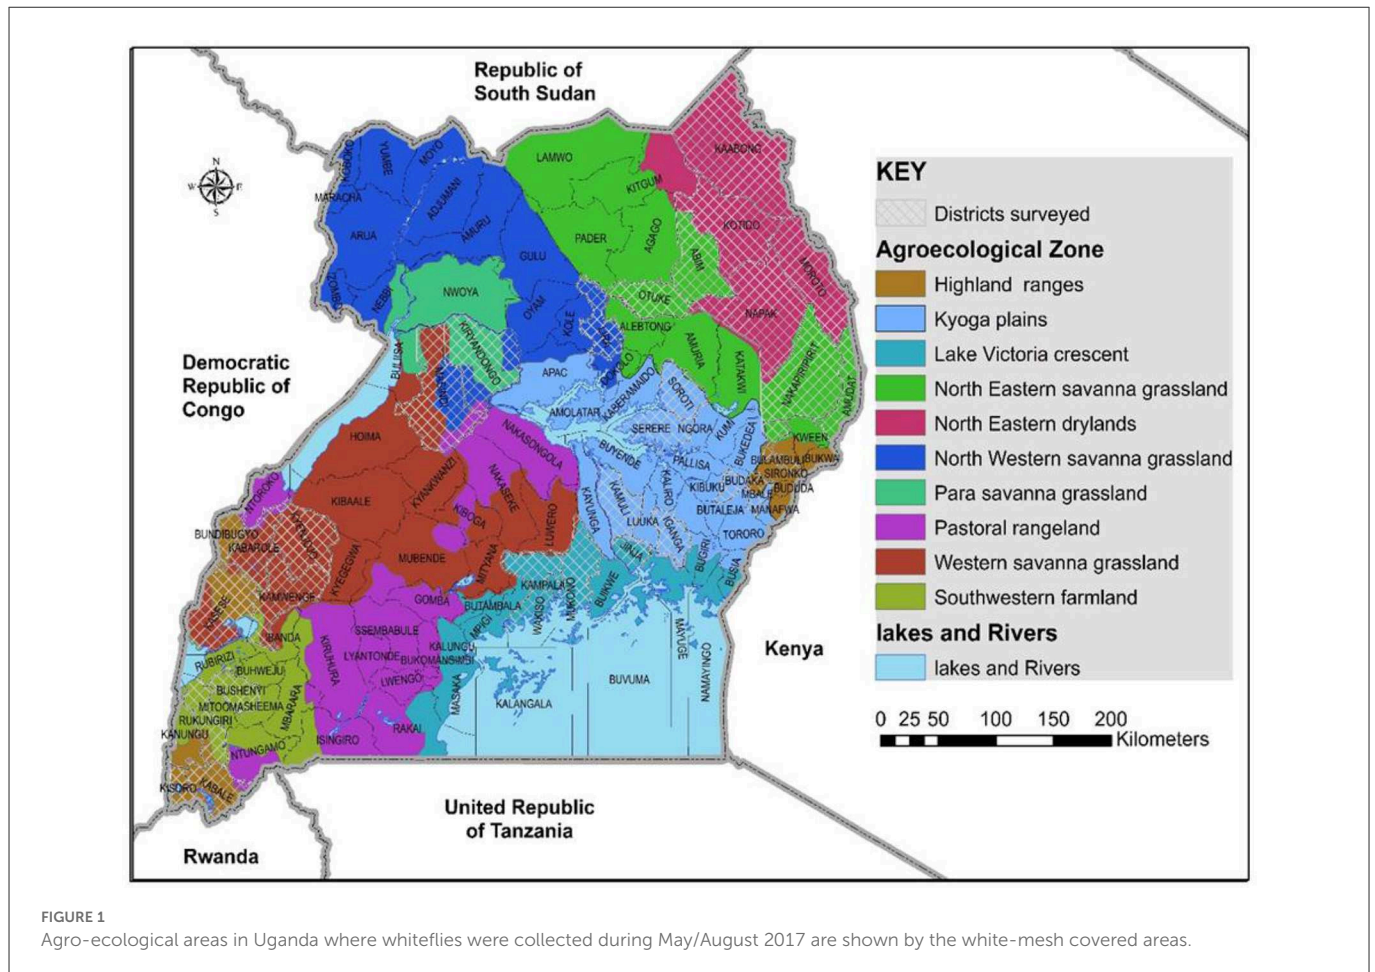 Republic of
South Sudan
N
W
E
S
KOBOKO
YUMBE
MOYO
LAMWO
KAABONG
MARACHA
ADJUMANI
KITGUM
ARUA
AMURU
PADER
AGAGO
KOTIDO
GULU
ABIM
MOROTO
ZOMBO
NEBBI
NWOYA
OTUKE
OYAM
KOLE
NAPAK
ALEBTONG
KIRYANDONGO
AMURIA
KATAKWI
NAKAPIRIPIRIT
AMUDAT
BULIISA
APAC
KABERAMAIDO
SOROTI
AMOLATAR
SERERE
NGORA
KUMI
BUKEDEA
KWEEN
HOIMA
NAKASONGOLA
BUYENDE
PALLISA
BULAMBULI
BUKWA
SIRONKO
KYANKWANZI
NAKASEKE
KIBUKU
BUDAKA
MBALE
BUDUDA
NTOROKO
KIBAALE
KIBOGA
LUWERO
KAYUNGA
KAMULI
KALIRO
BUTALEJA
MANAFWA
LUUKA
IGANGA
TORORO
BUNDIBUGYO
KABAROLE
KYENJOJO
KYEGEGWA
MUBENDE
MITYANA
JINJA
BUGIRI
BUSIA
KAMPALA
MUKONO
BUIKWE
KASESE
KAMWENGE
GOMBA
BUTAMBALA
MPIGI
WAKISO
MAYUGE
NAMAYINGO
IBANDA
SSEMBABULE
KALUNGU
RUBIRIZI
KIRUHURA
LYANTONDE
BUKOMANSIMBI
BUHWEJU
LWENGO
MASAKA
KALANGALA
BUVUMA
BUSHENYI
MITOOMASHEEMA
MBARARA
RUKUNGIRI
KANUNGU
NTUNGAMO
ISINGIRO
RAKAI
KISORO
KABALE
Democratic
Republic of
Congo
Kenya
United Republic
of Tanzania
Rwanda
KEY
Districts surveyed
Agroecological Zone
Highland ranges
Kyoga plains
Lake Victoria crescent
North Eastern savanna grassland
North Eastern drylands
North Western savanna grassland
Para savanna grassland
Pastoral rangeland
Western savanna grassland
Southwestern farmland
lakes and Rivers
lakes and Rivers
0 25 50 100 150 200
Kilometers
FIGURE 1
Agro-ecological areas in Uganda where whiteflies were collected during May/August 2017 are shown by the white-mesh covered areas.